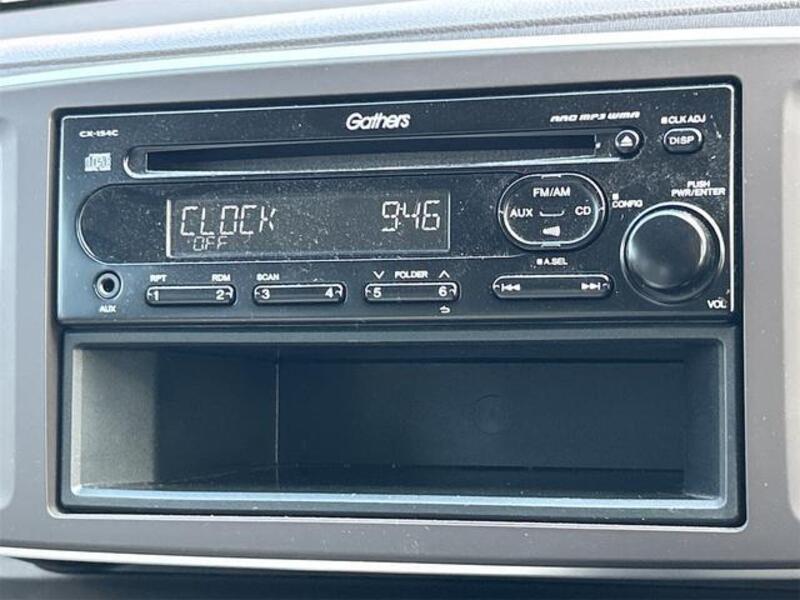 Gathers
CX-154C
AAC MP3 WMA
CLK ADJ
DISP
CLOCK 9:46
OFF
FM/AM
AUX CD
CONFIG
PUSH
PWR/ENTER
A.SEL
VOL
RPT RDM SCAN FOLDER
1 2 3 4 5 6
AUX